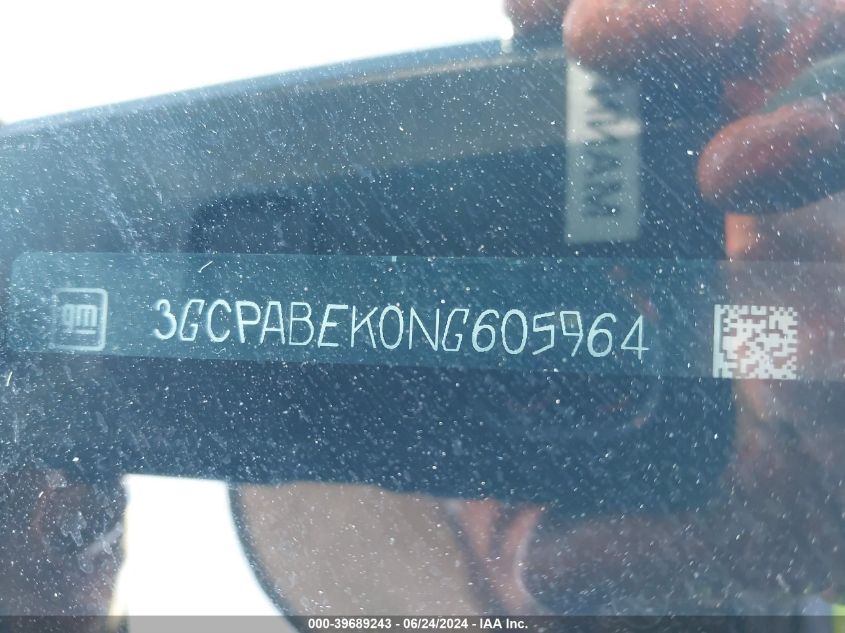 gm
3GCPABEK0NG605964
000-39689243 - 06/24/2024 - IAA Inc.